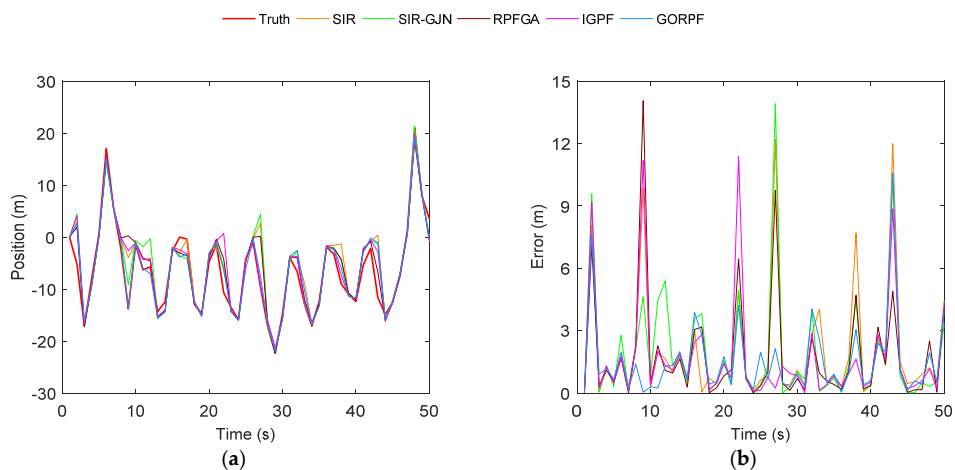 Truth SIR SIR-GJN RPFGA IGPF GORPF
30
20
10
0
-10
-20
-30
Position (m)
0 10 20 30 40 50
Time (s)
(a)
15
12
9
6
3
0
Error (m)
0 10 20 30 40 50
Time (s)
(b)